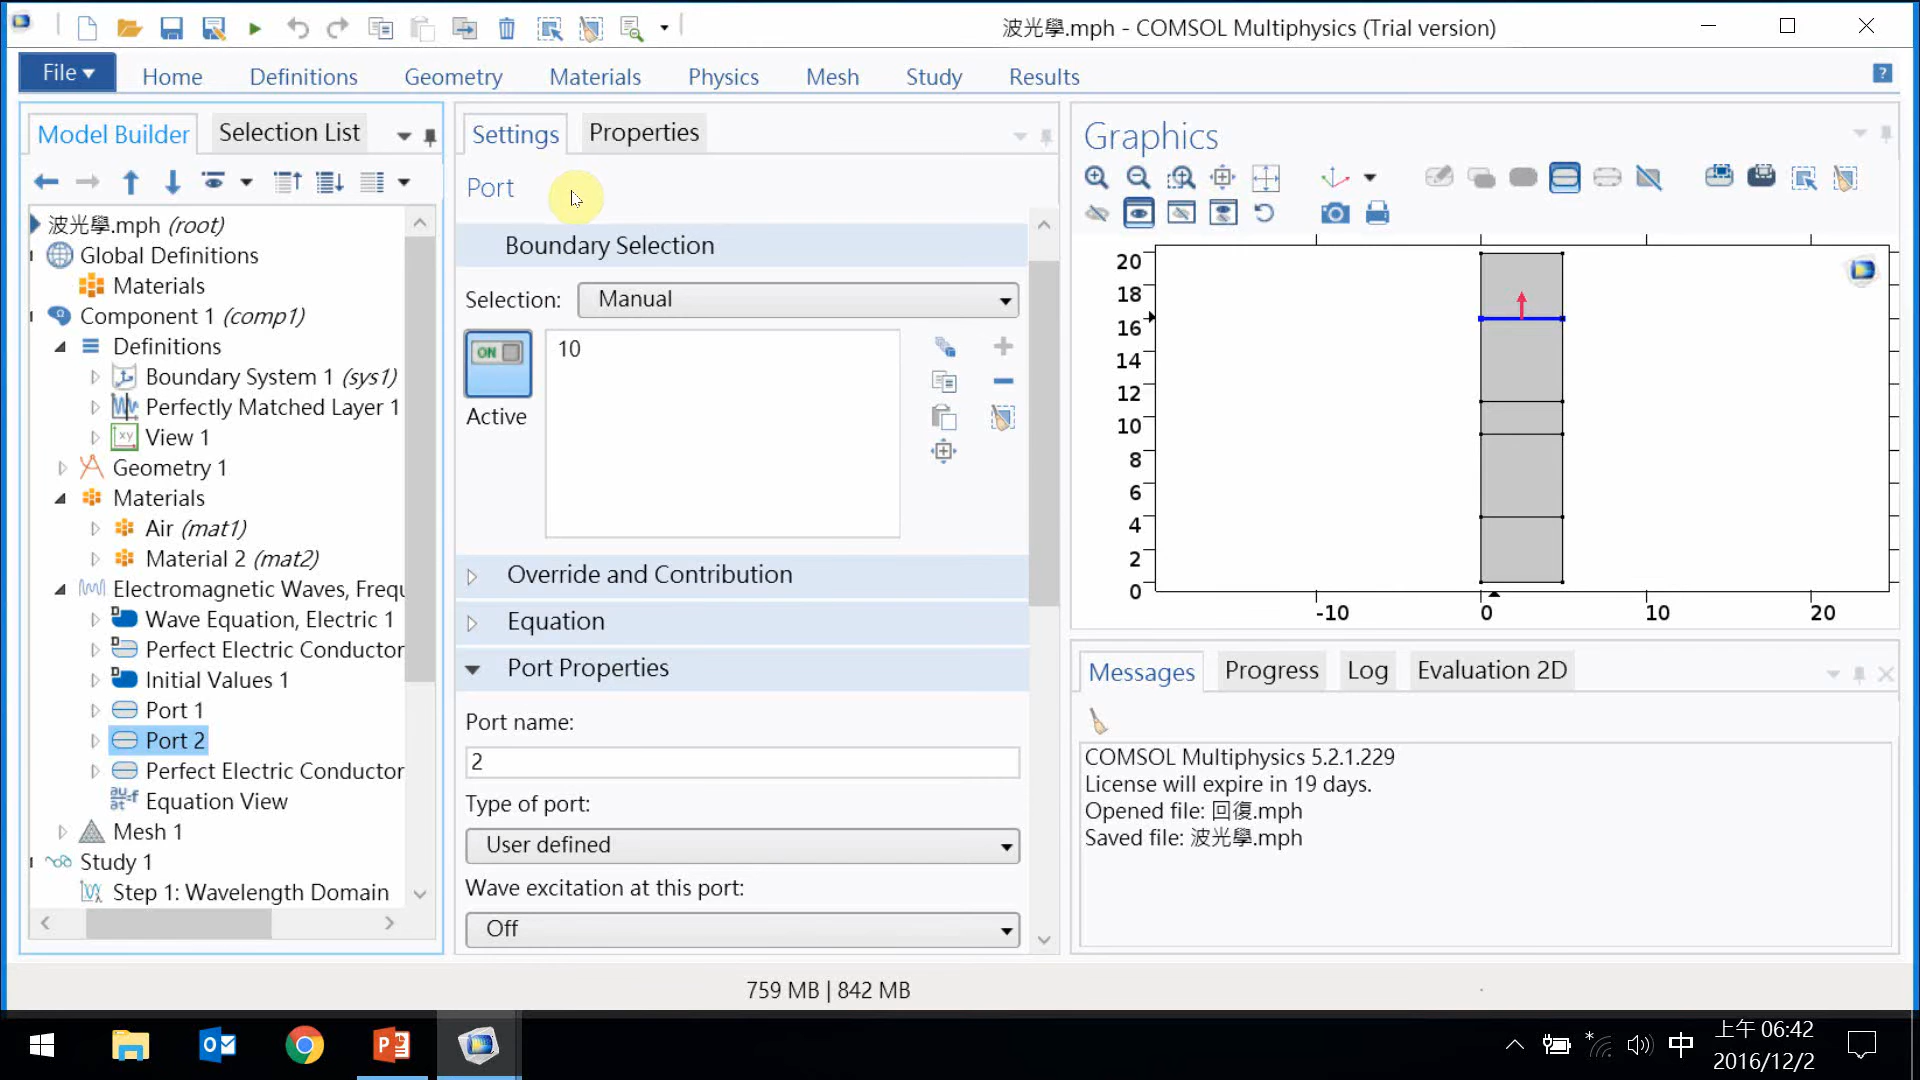 波光學.mph - COMSOL Multiphysics (Trial version)
File Home Definitions Geometry Materials Physics Mesh Study Results
Model Builder Selection List
波光學.mph (root)
Global Definitions
Materials
Component 1 (comp1)
Definitions
Boundary System 1 (sys1)
Perfectly Matched Layer 1
View 1
Geometry 1
Materials
Air (mat1)
Material 2 (mat2)
Electromagnetic Waves, Frequ
Wave Equation, Electric 1
Perfect Electric Conductor
Initial Values 1
Port 1
Port 2
Perfect Electric Conductor
Equation View
Mesh 1
Study 1
Step 1: Wavelength Domain
Settings Properties
Port
Boundary Selection
Selection: Manual
ON
Active
10
Override and Contribution
Equation
Port Properties
Port name:
2
Type of port:
User defined
Wave excitation at this port:
Off
Graphics
20
18
16
14
12
10
8
6
4
2
0
-10 0 10 20
Messages Progress Log Evaluation 2D
COMSOL Multiphysics 5.2.1.229
License will expire in 19 days.
Opened file: 回復.mph
Saved file: 波光學.mph
759 MB | 842 MB
中
上午 06:42
2016/12/2